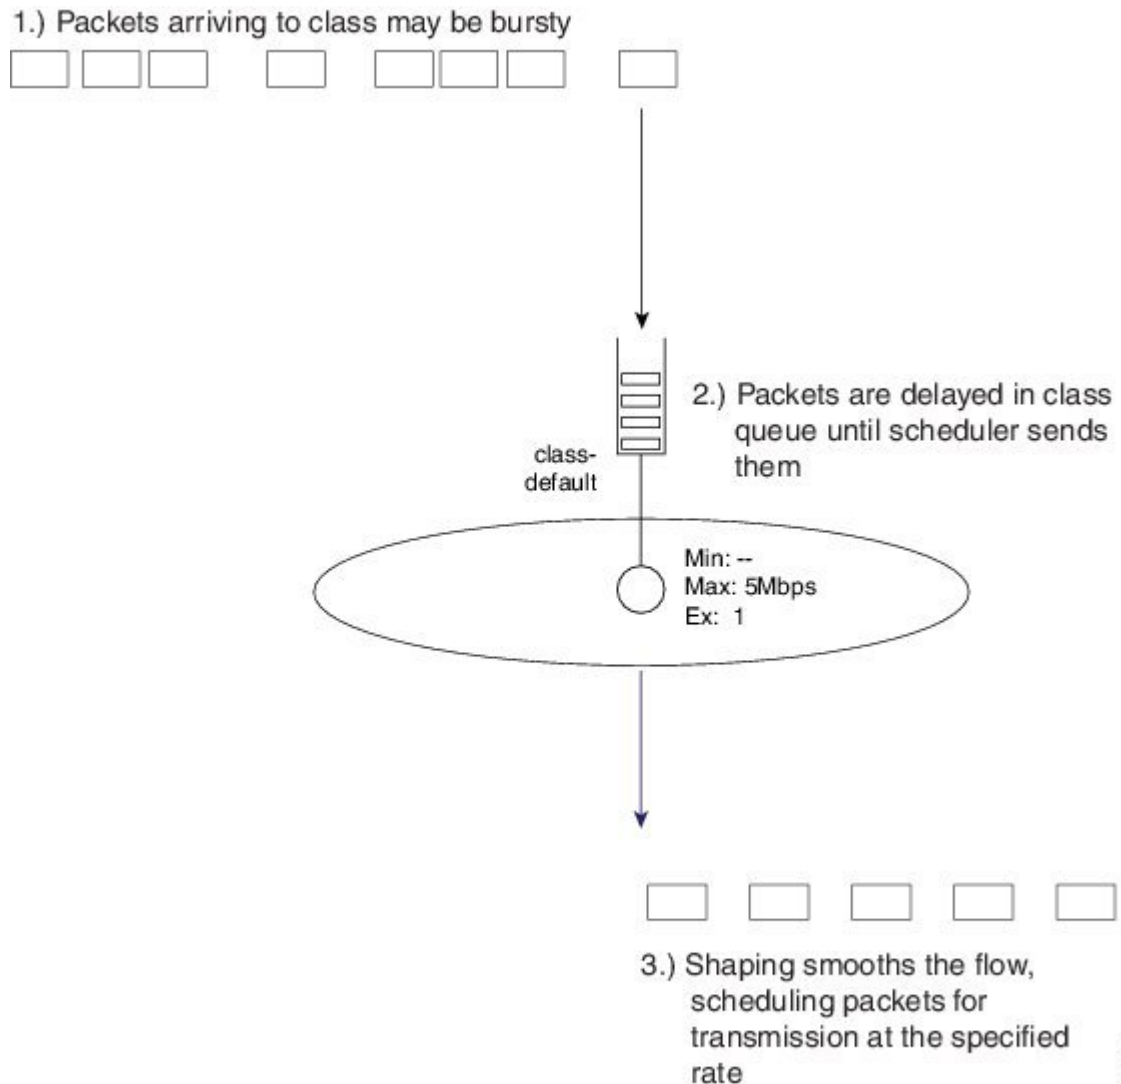 1.) Packets arriving to class may be bursty
2.) Packets are delayed in class
queue until scheduler sends
them
class-
default
Min: --
Max: 5Mbps
Ex: 1
3.) Shaping smooths the flow,
scheduling packets for
transmission at the specified
rate